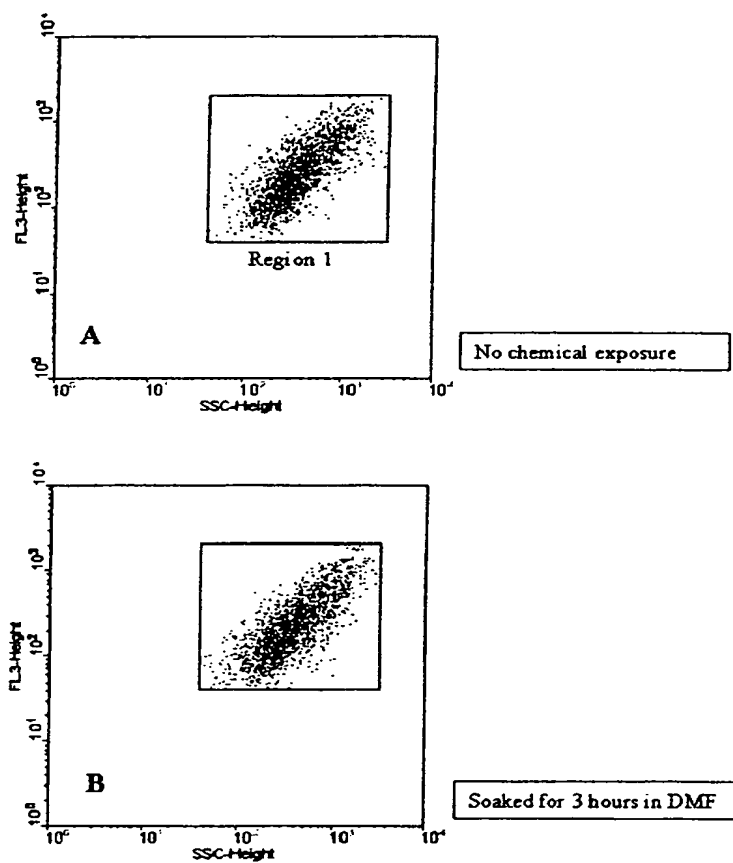 10⁴
10³
10²
10¹
10⁰
FL3-Height
Region 1
A
10⁰ 10¹ 10² 10³ 10⁴
SSC-Height
No chemical exposure
10⁴
10³
10²
10¹
10⁰
FL3-Height
B
10⁰ 10¹ 10² 10³ 10⁴
SSC-Height
Soaked for 3 hours in DMF